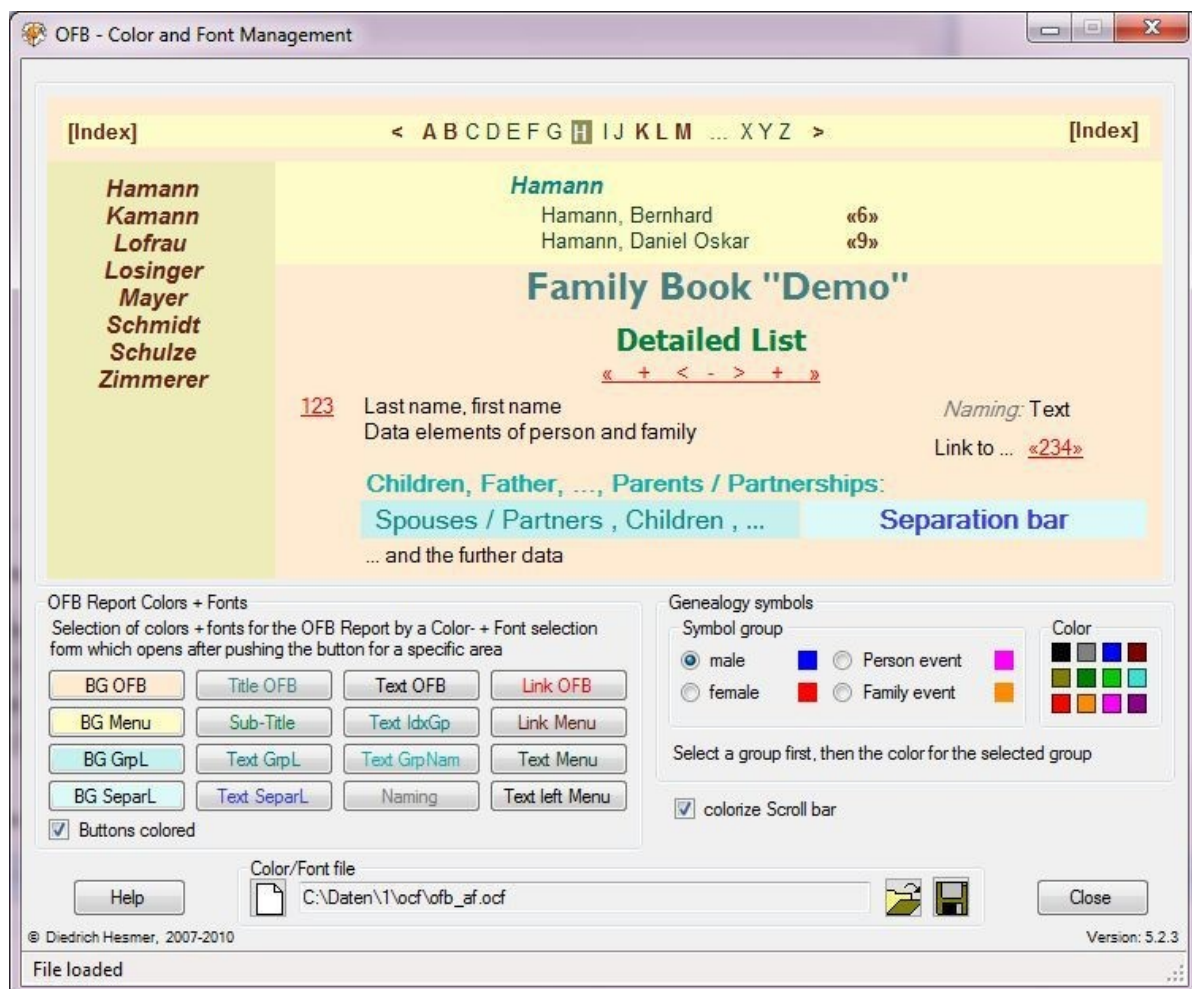 OFB - Color and Font Management
[Index] < A B C D E F G H I J K L M ... X Y Z > [Index]
Hamann
Kamann
Lofrau
Losinger
Mayer
Schmidt
Schulze
Zimmerer
Hamann
Hamann, Bernhard «6»
Hamann, Daniel Oskar «9»
Family Book "Demo"
Detailed List
« + < - > + »
123 Last name, first name Naming: Text
Data elements of person and family
Link to ... «234»
Children, Father, ..., Parents / Partnerships:
Spouses / Partners , Children , ... Separation bar
... and the further data
OFB Report Colors + Fonts
Selection of colors + fonts for the OFB Report by a Color- + Font selection
form which opens after pushing the button for a specific area
BG OFB Title OFB Text OFB Link OFB
BG Menu Sub-Title Text IdxGp Link Menu
BG GrpL Text GrpL Text GrpNam Text Menu
BG SeparL Text SeparL Naming Text left Menu
Buttons colored
Genealogy symbols
Symbol group Color
male Person event
female Family event
Select a group first, then the color for the selected group
colorize Scroll bar
Color/Font file
Help C:\Daten\1\ocf\ofb_af.ocf Close
© Diedrich Hesmer, 2007-2010 Version: 5.2.3
File loaded